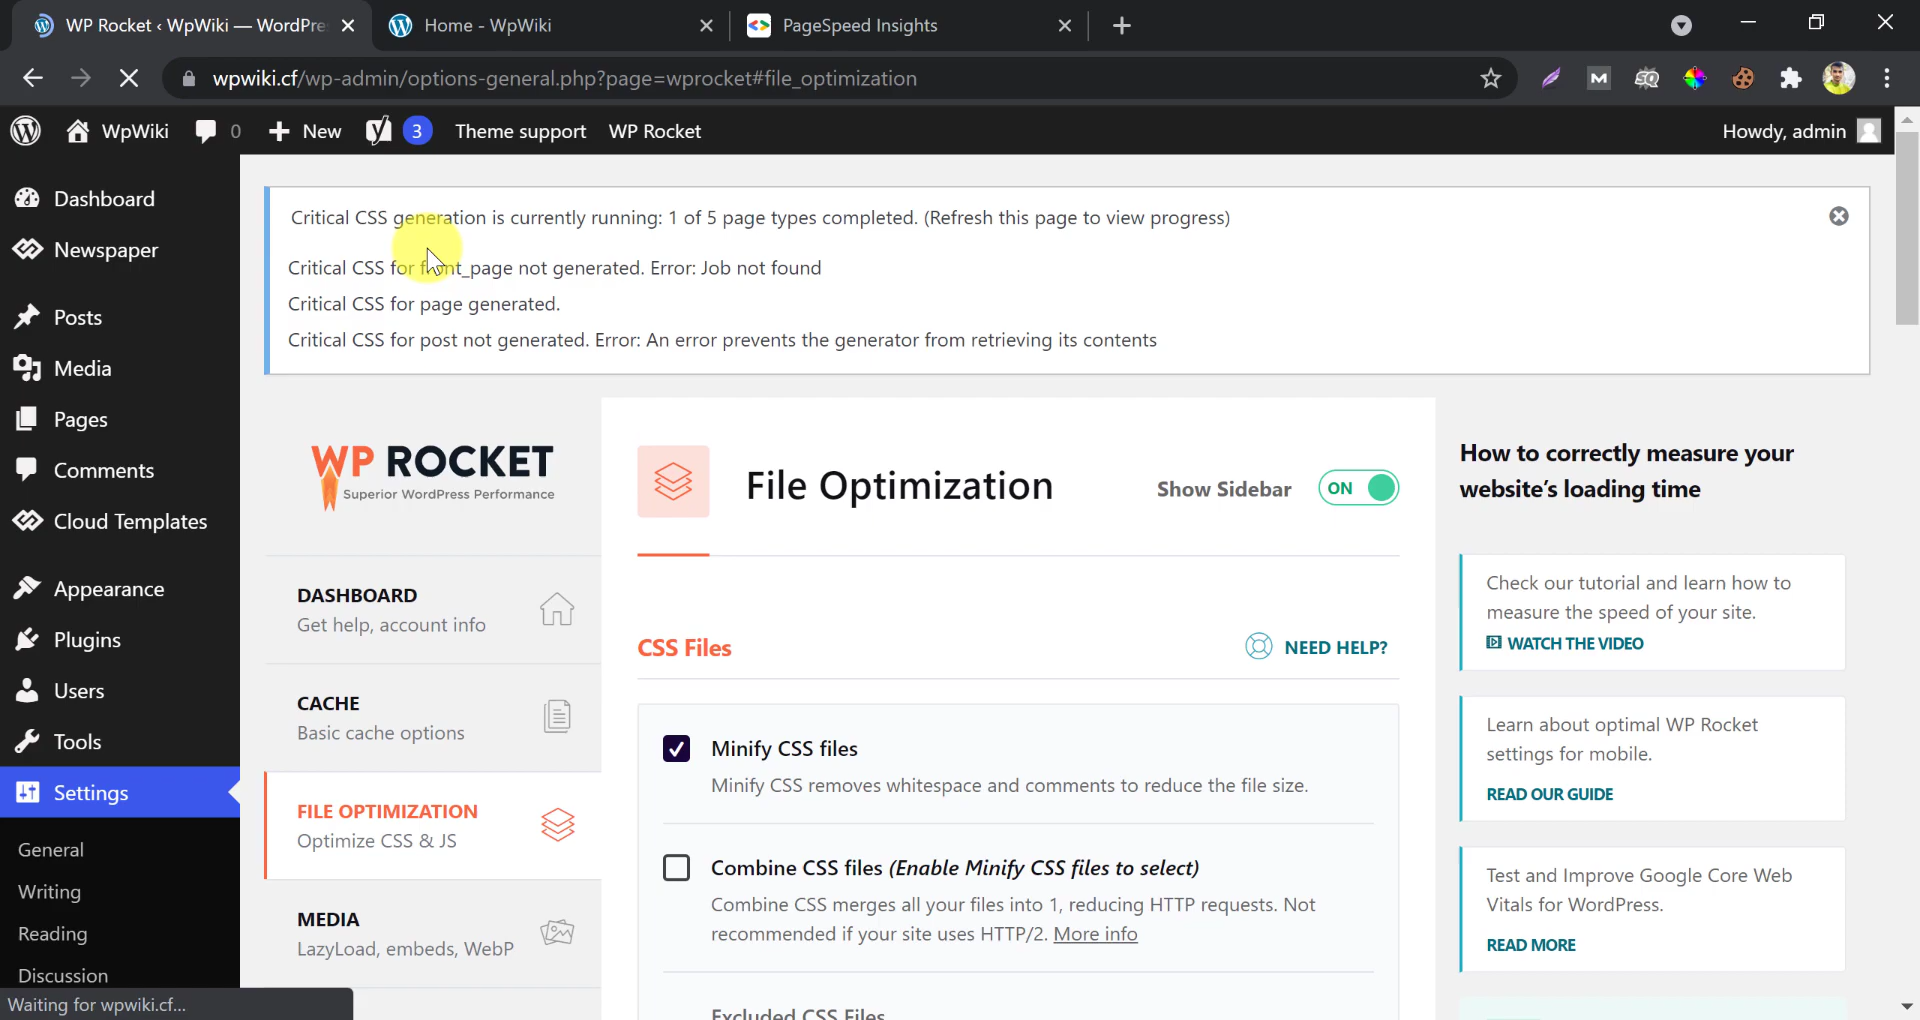 WP Rocket ‹ WpWiki — WordPre
Home - WpWiki
PageSpeed Insights
wpwiki.cf/wp-admin/options-general.php?page=wprocket#file_optimization
WpWiki
0
New
3
Theme support
WP Rocket
Howdy, admin
Dashboard
Newspaper
Posts
Media
Pages
Comments
Cloud Templates
Appearance
Plugins
Users
Tools
Settings
General
Writing
Reading
Discussion
Waiting for wpwiki.cf...
Critical CSS generation is currently running: 1 of 5 page types completed. (Refresh this page to view progress)
Critical CSS for front_page not generated. Error: Job not found
Critical CSS for page generated.
Critical CSS for post not generated. Error: An error prevents the generator from retrieving its contents
WP ROCKET
Superior WordPress Performance
DASHBOARD
Get help, account info
CACHE
Basic cache options
FILE OPTIMIZATION
Optimize CSS & JS
MEDIA
LazyLoad, embeds, WebP
File Optimization
Show Sidebar
ON
CSS Files
NEED HELP?
Minify CSS files
Minify CSS removes whitespace and comments to reduce the file size.
Combine CSS files (Enable Minify CSS files to select)
Combine CSS merges all your files into 1, reducing HTTP requests. Not
recommended if your site uses HTTP/2. More info
Excluded CSS Files
How to correctly measure your
website's loading time
Check our tutorial and learn how to
measure the speed of your site.
WATCH THE VIDEO
Learn about optimal WP Rocket
settings for mobile.
READ OUR GUIDE
Test and Improve Google Core Web
Vitals for WordPress.
READ MORE